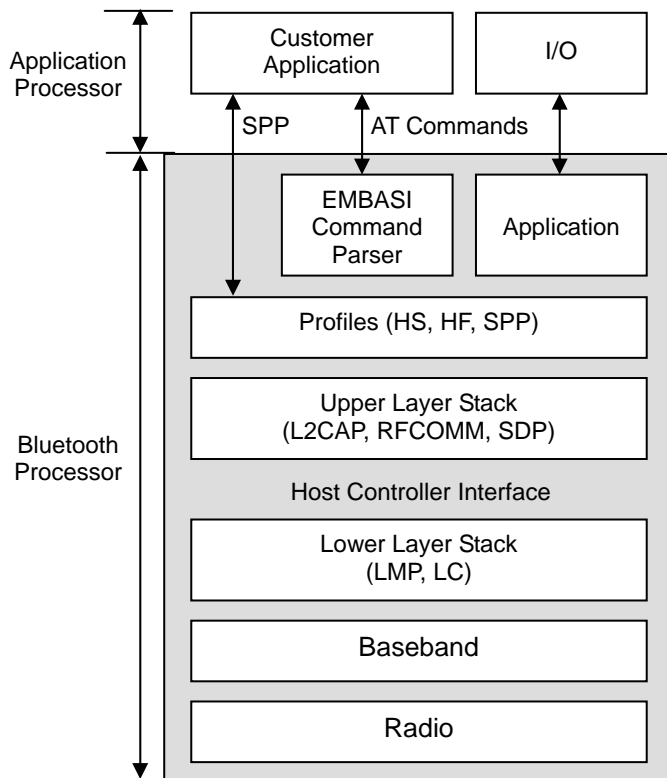 Application
Processor
Customer
Application
I/O
SPP
AT Commands
EMBASI
Command
Parser
Application
Profiles (HS, HF, SPP)
Bluetooth
Processor
Upper Layer Stack
(L2CAP, RFCOMM, SDP)
Host Controller Interface
Lower Layer Stack
(LMP, LC)
Baseband
Radio